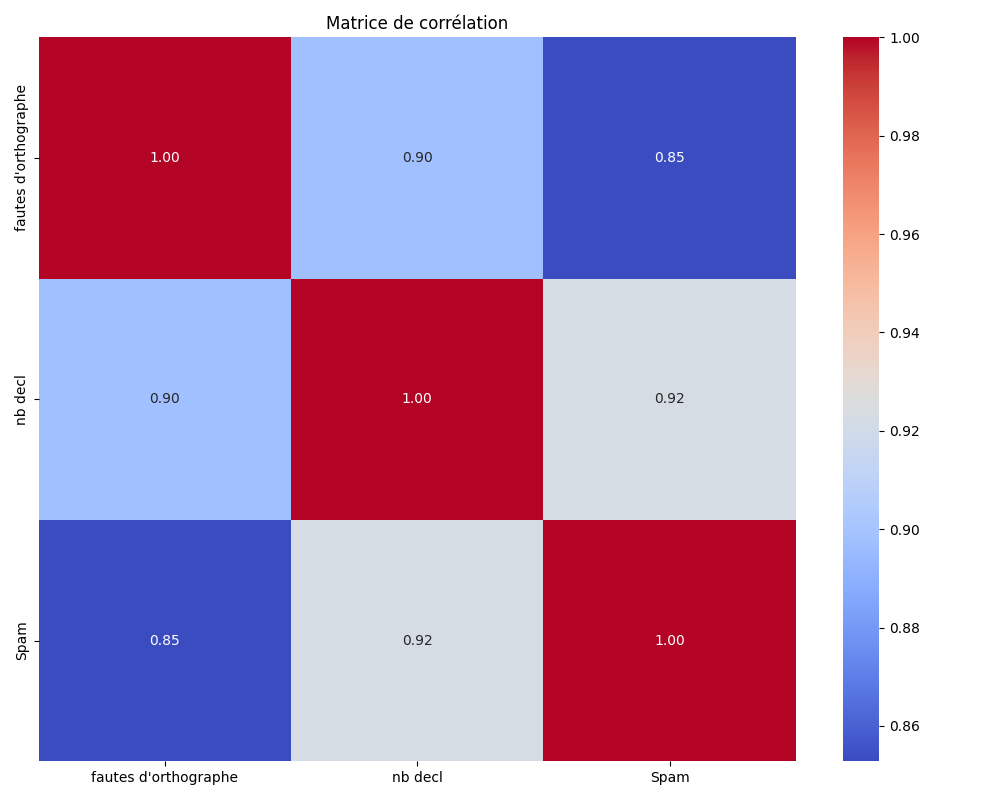 Matrice de corrélation
fautes d'orthographe
1.00
0.90
0.85
nb decl
0.90
1.00
0.92
Spam
0.85
0.92
1.00
fautes d'orthographe
nb decl
Spam
1.00
0.98
0.96
0.94
0.92
0.90
0.88
0.86